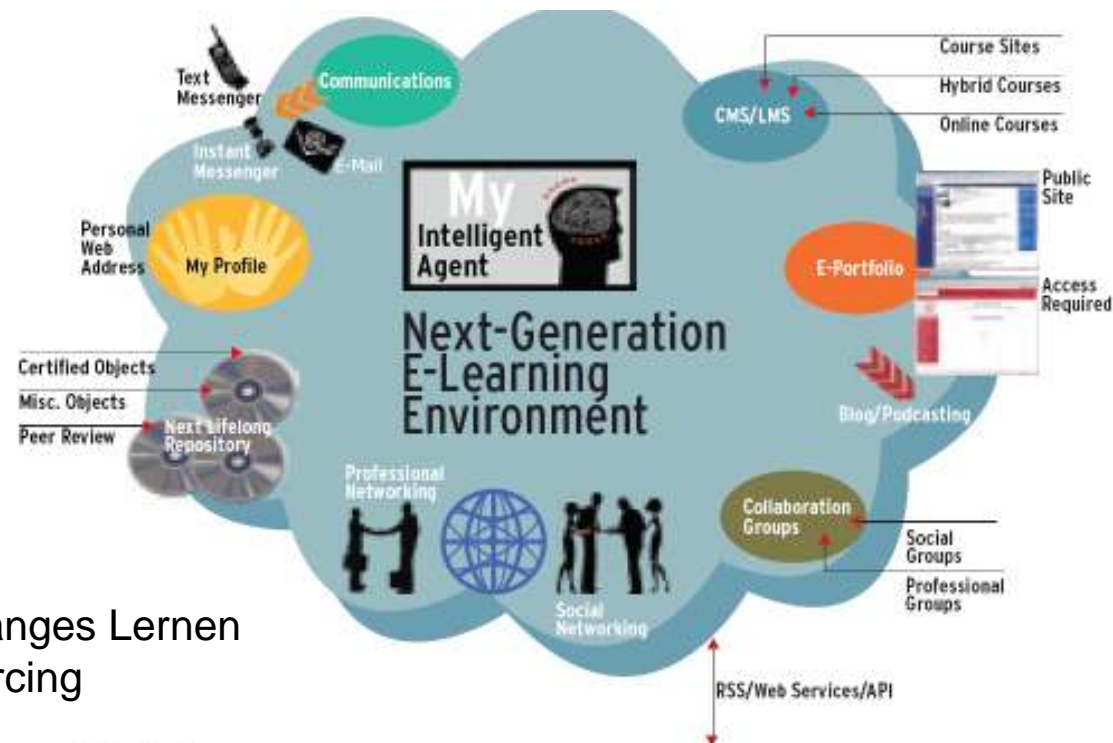 Text
Messenger
Communications
Instant
Messenger
E-Mail
CMS/LMS
Course Sites
Hybrid Courses
Online Courses
My
Intelligent
Agent
Personal
Web
Address
My Profile
E-Portfolio
Public
Site
Access
Required
Next-Generation
E-Learning
Environment
Certified Objects
Misc. Objects
Peer Review
Next Lifelong
Repository
Blog/Podcasting
Professional
Networking
Social
Networking
Collaboration
Groups
Social
Groups
Professional
Groups
anges Lernen
rcing
RSS/Web Services/API